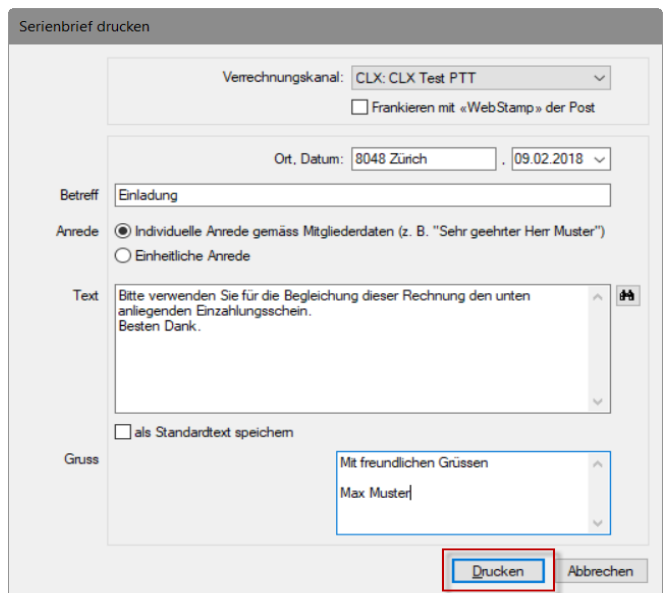 Serienbrief drucken
Verrechnungskanal: CLX: CLX Test PTT
Frankieren mit «WebStamp» der Post
Ort, Datum: 8048 Zürich , 09.02.2018
Betreff Einladung
Anrede Individuelle Anrede gemäss Mitgliederdaten (z. B. "Sehr geehrter Herr Muster")
Einheitliche Anrede
Text Bitte verwenden Sie für die Begleichung dieser Rechnung den unten
anliegenden Einzahlungsschein.
Besten Dank.
als Standardtext speichern
Gruss Mit freundlichen Grüssen
Max Muster
Drucken Abbrechen